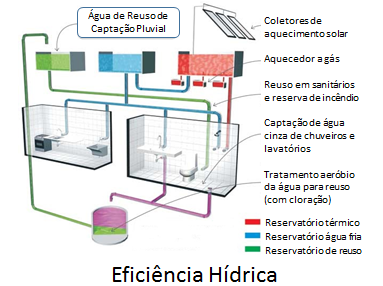 Água de Reuso de
Captação Pluvial
Coletores de
aquecimento solar
Aquecedor a gás
Reuso em sanitários
e reserva de incêndio
Captação de água
cinza de chuveiros e
lavatórios
Tratamento aeróbio
da água para reuso
(com cloração)
Reservatório térmico
Reservatório água fria
Reservatório de reuso
Eficiência Hídrica